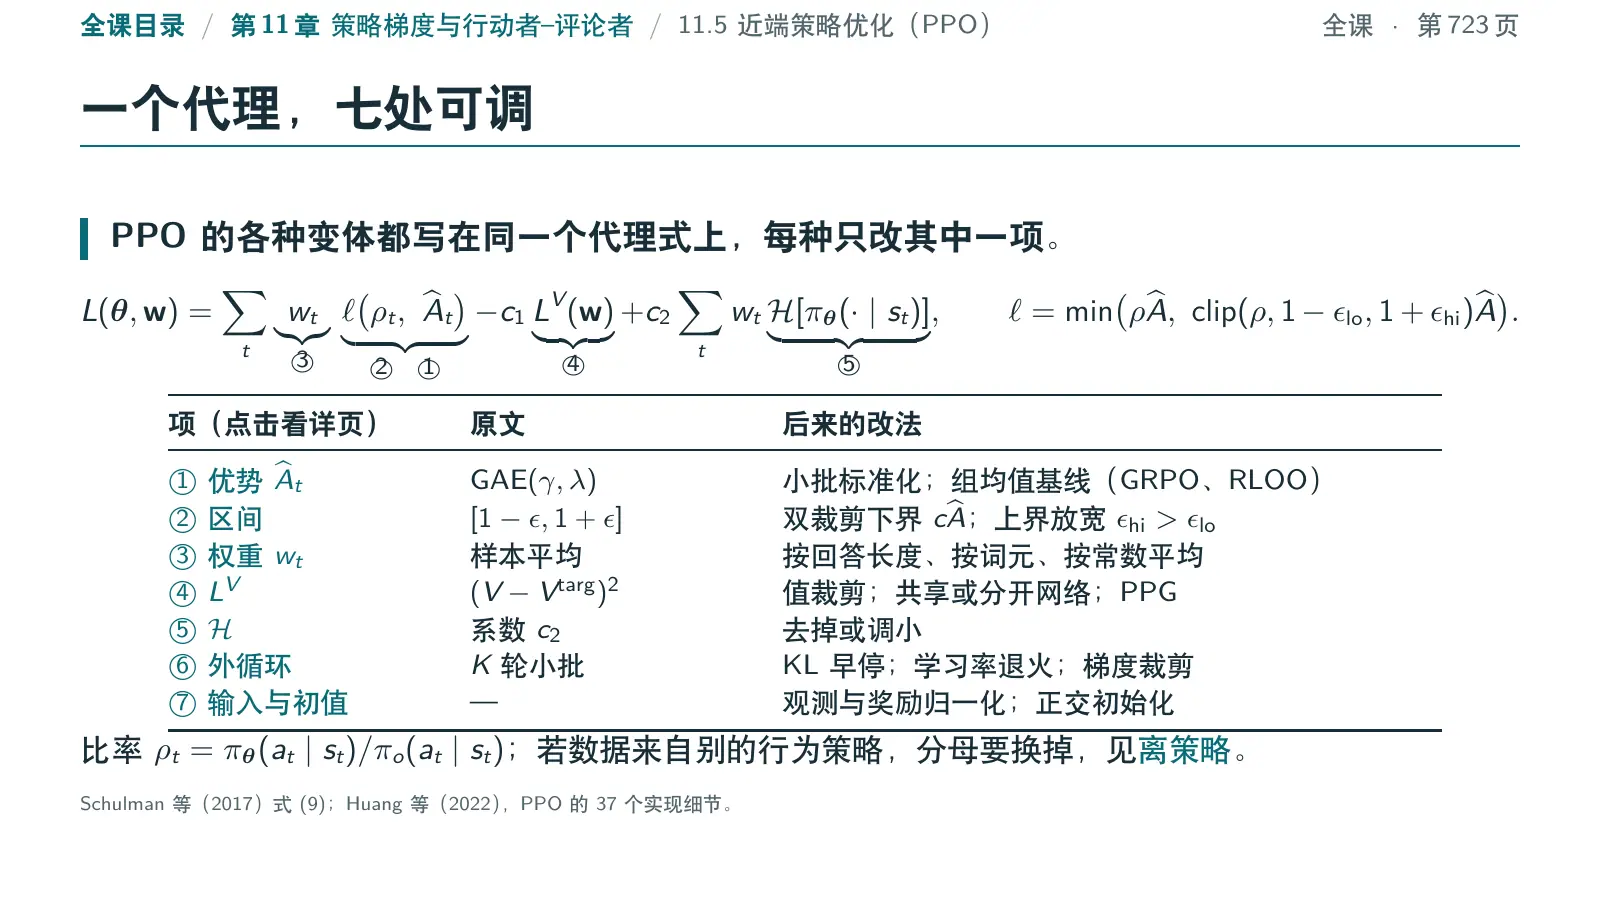 全课目录 / 第 11 章 策略梯度与行动者–评论者 / 11.5 近端策略优化（PPO） 全课 · 第 723 页
一个代理，七处可调
PPO 的各种变体都写在同一个代理式上，每种只改其中一项。
L(θ, w) = ∑_t w_t ℓ(ρ_t, Â_t) − c₁ L^V(w) + c₂ ∑_t w_t ℋ[π_θ(· | s_t)], ℓ = min(ρÂ, clip(ρ, 1 − ϵ_lo, 1 + ϵ_hi)Â).
③ ② ① ④ ⑤
项（点击看详页） 原文 后来的改法
① 优势 Â_t GAE(γ, λ) 小批标准化；组均值基线（GRPO、RLOO）
② 区间 [1 − ϵ, 1 + ϵ] 双裁剪下界 cÂ；上界放宽 ϵ_hi > ϵ_lo
③ 权重 w_t 样本平均 按回答长度、按词元、按常数平均
④ L^V (V − V^targ)² 值裁剪；共享或分开网络；PPG
⑤ ℋ 系数 c₂ 去掉或调小
⑥ 外循环 K 轮小批 KL 早停；学习率退火；梯度裁剪
⑦ 输入与初值 — 观测与奖励归一化；正交初始化
比率 ρ_t = π_θ(a_t | s_t)/π_o(a_t | s_t)；若数据来自别的行为策略，分母要换掉，见离策略。
Schulman 等（2017）式 (9)；Huang 等（2022），PPO 的 37 个实现细节。